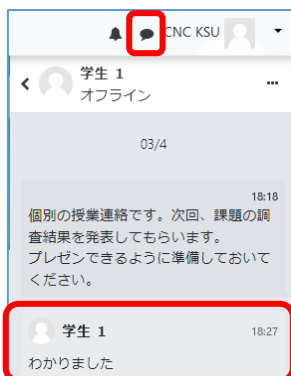 CNC KSU
学生 1
オフライン
03/4
18:18
個別の授業連絡です。次回、課題の調
査結果を発表してもらいます。
プレゼンできるように準備しておいて
ください。
学生 1 18:27
わかりました